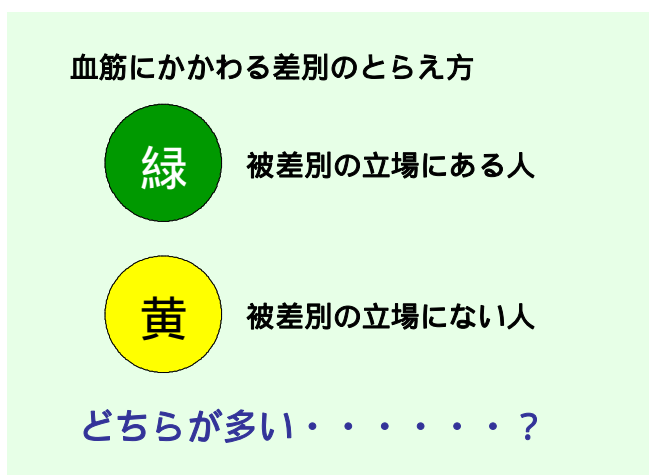 血筋にかかわる差別のとらえ方
緑 被差別の立場にある人
黄 被差別の立場にない人
どちらが多い・・・・・・？